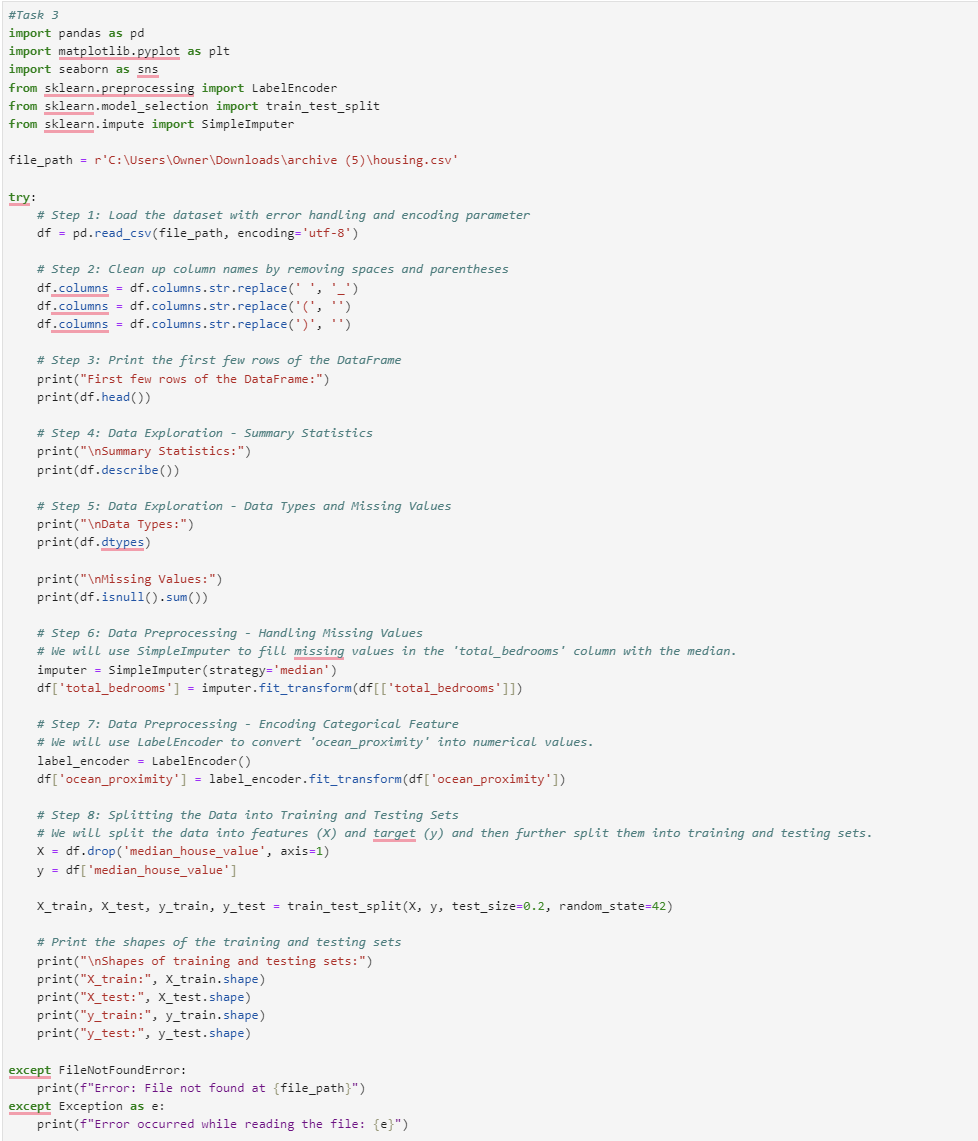 #Task 3
import pandas as pd
import matplotlib.pyplot as plt
import seaborn as sns
from sklearn.preprocessing import LabelEncoder
from sklearn.model_selection import train_test_split
from sklearn.impute import SimpleImputer

file_path = r'C:\Users\Owner\Downloads\archive (5)\housing.csv'

try:
    # Step 1: Load the dataset with error handling and encoding parameter
    df = pd.read_csv(file_path, encoding='utf-8')

    # Step 2: Clean up column names by removing spaces and parentheses
    df.columns = df.columns.str.replace(' ', '_')
    df.columns = df.columns.str.replace('(', '')
    df.columns = df.columns.str.replace(')', '')

    # Step 3: Print the first few rows of the DataFrame
    print("First few rows of the DataFrame:")
    print(df.head())

    # Step 4: Data Exploration - Summary Statistics
    print("\nSummary Statistics:")
    print(df.describe())

    # Step 5: Data Exploration - Data Types and Missing Values
    print("\nData Types:")
    print(df.dtypes)

    print("\nMissing Values:")
    print(df.isnull().sum())

    # Step 6: Data Preprocessing - Handling Missing Values
    # We will use SimpleImputer to fill missing values in the 'total_bedrooms' column with the median.
    imputer = SimpleImputer(strategy='median')
    df['total_bedrooms'] = imputer.fit_transform(df[['total_bedrooms']])

    # Step 7: Data Preprocessing - Encoding Categorical Feature
    # We will use LabelEncoder to convert 'ocean_proximity' into numerical values.
    label_encoder = LabelEncoder()
    df['ocean_proximity'] = label_encoder.fit_transform(df['ocean_proximity'])

    # Step 8: Splitting the Data into Training and Testing Sets
    # We will split the data into features (X) and target (y) and then further split them into training and testing sets.
    X = df.drop('median_house_value', axis=1)
    y = df['median_house_value']

    X_train, X_test, y_train, y_test = train_test_split(X, y, test_size=0.2, random_state=42)

    # Print the shapes of the training and testing sets
    print("\nShapes of training and testing sets:")
    print("X_train:", X_train.shape)
    print("X_test:", X_test.shape)
    print("y_train:", y_train.shape)
    print("y_test:", y_test.shape)

except FileNotFoundError:
    print(f"Error: File not found at {file_path}")
except Exception as e:
    print(f"Error occurred while reading the file: {e}")